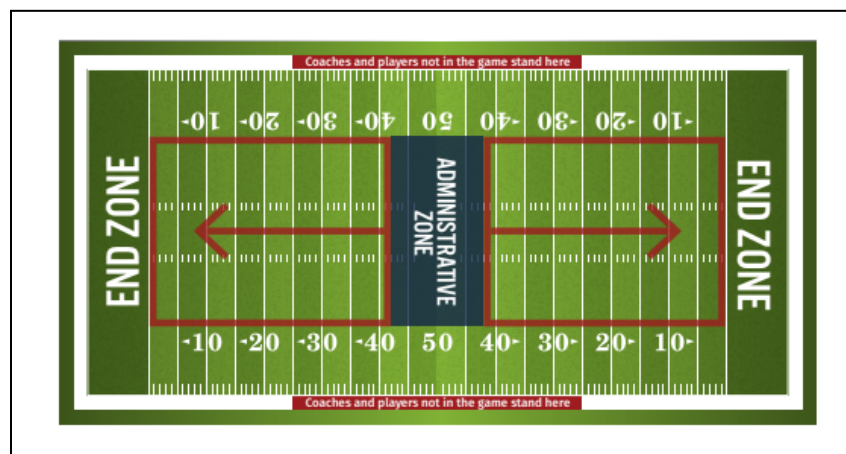 Coaches and players not in the game stand here
10 20 30 40 50 40 30 20 10
END ZONE
ADMINISTRATIVE
ZONE
END ZONE
10 20 30 40 50 40 30 20 10
Coaches and players not in the game stand here